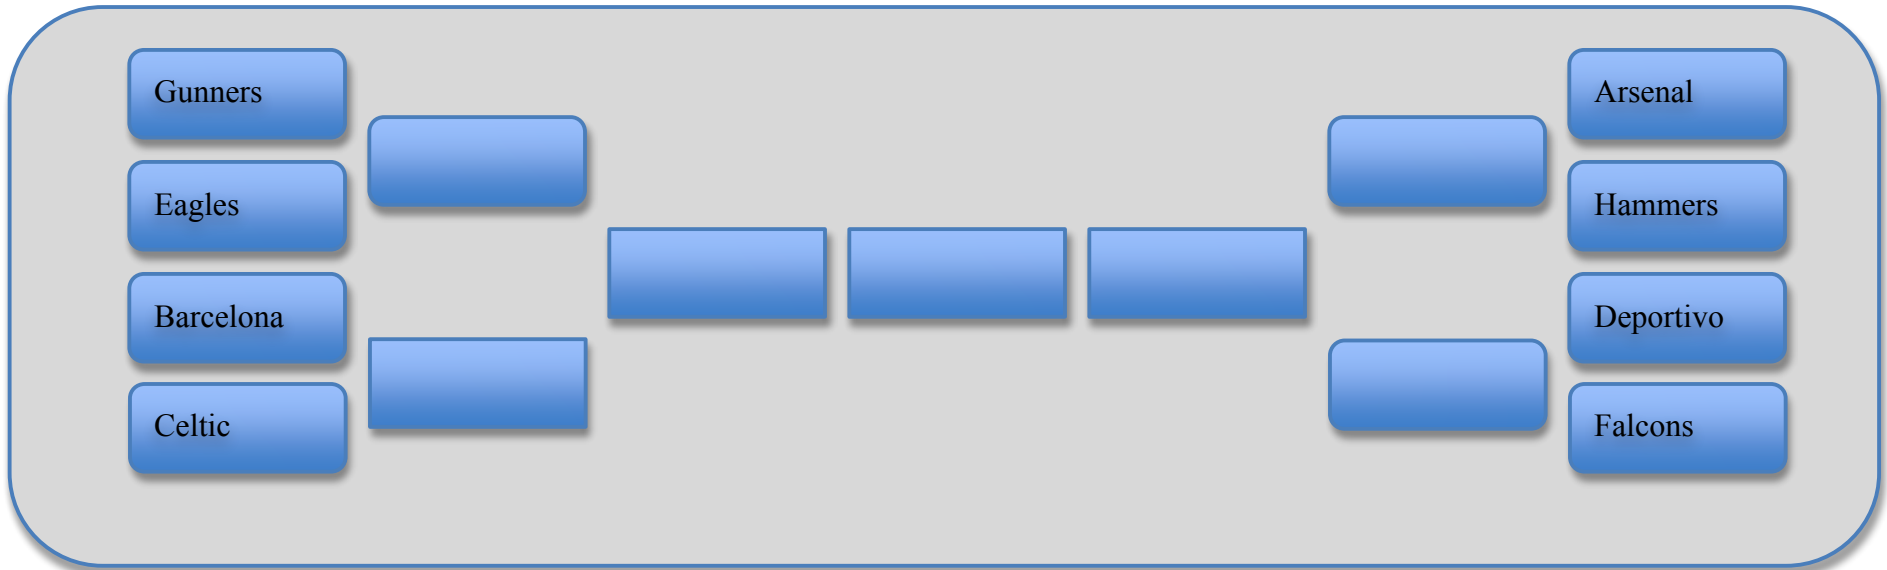 Gunners
Eagles
Barcelona
Celtic
Arsenal
Hammers
Deportivo
Falcons